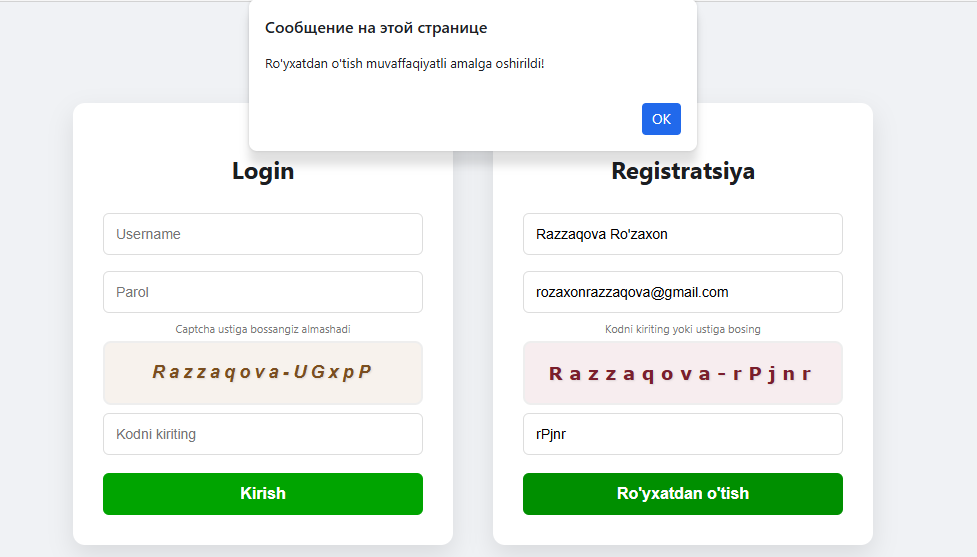 Сообщение на этой странице
Ro'yxatdan o'tish muvaffaqiyatli amalga oshirildi!
OK
Login
Username
Parol
Captcha ustiga bossangiz almashadi
Razzaqova-UGxpP
Kodni kiriting
Kirish
Registratsiya
Razzaqova Ro'zaxon
rozaxonrazzaqova@gmail.com
Kodni kiriting yoki ustiga bosing
Razzaqova-rPjnr
rPjnr
Ro'yxatdan o'tish